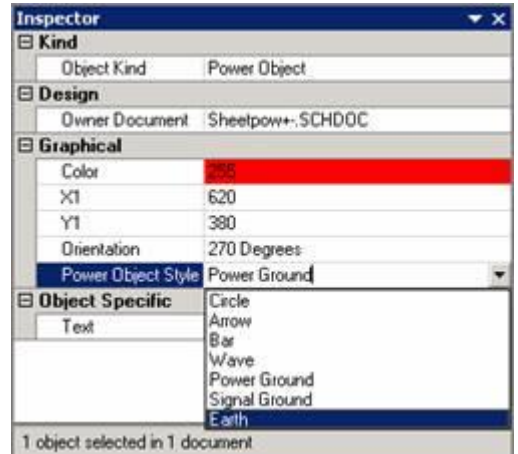 Inspector
Kind
Object Kind Power Object
Design
Owner Document Sheetpow+-.SCHDOC
Graphical
Color 255
X1 620
Y1 380
Orientation 270 Degrees
Power Object Style Power Ground
Object Specific
Text
Circle
Arrow
Bar
Wave
Power Ground
Signal Ground
Earth
1 object selected in 1 document